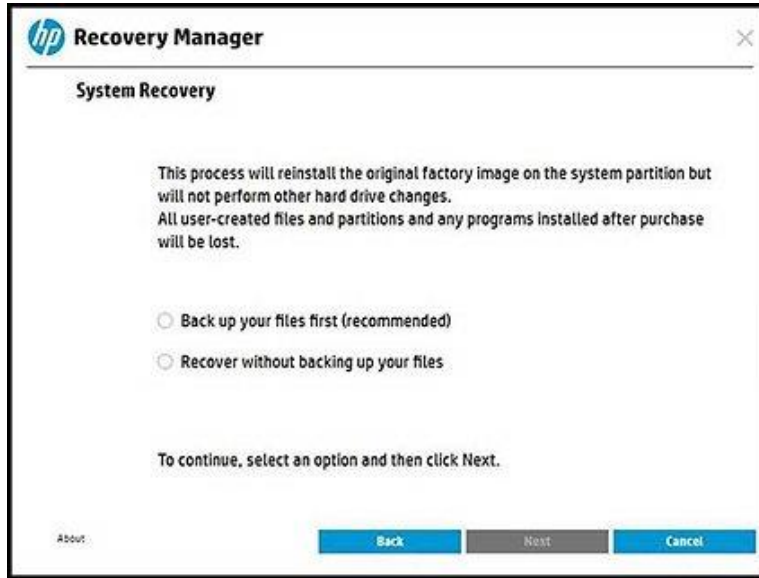 hp Recovery Manager
System Recovery
This process will reinstall the original factory image on the system partition but
will not perform other hard drive changes.
All user-created files and partitions and any programs installed after purchase
will be lost.
Back up your files first (recommended)
Recover without backing up your files
To continue, select an option and then click Next.
About
Back
Next
Cancel